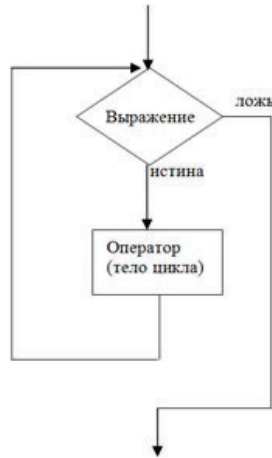 Выражение
ложь
истина
Оператор
(тело цикла)